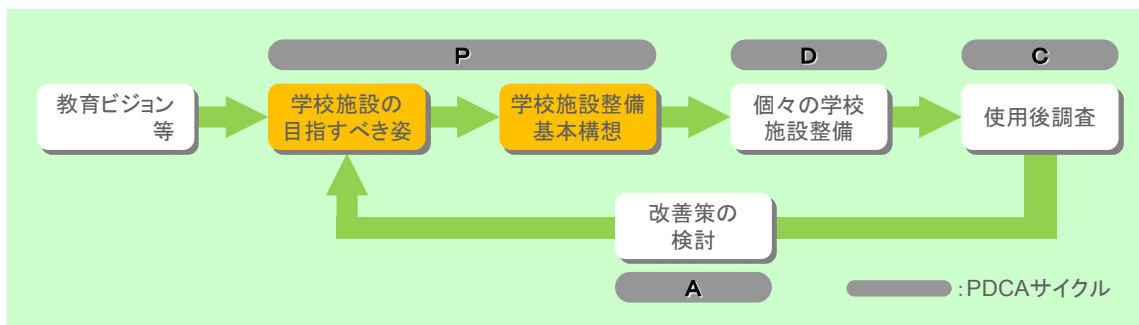 P
D
C
教育ビジョン
等
学校施設の
目指すべき姿
学校施設整備
基本構想
個々の学校
施設整備
使用後調査
改善策の
検討
A
:PDCAサイクル